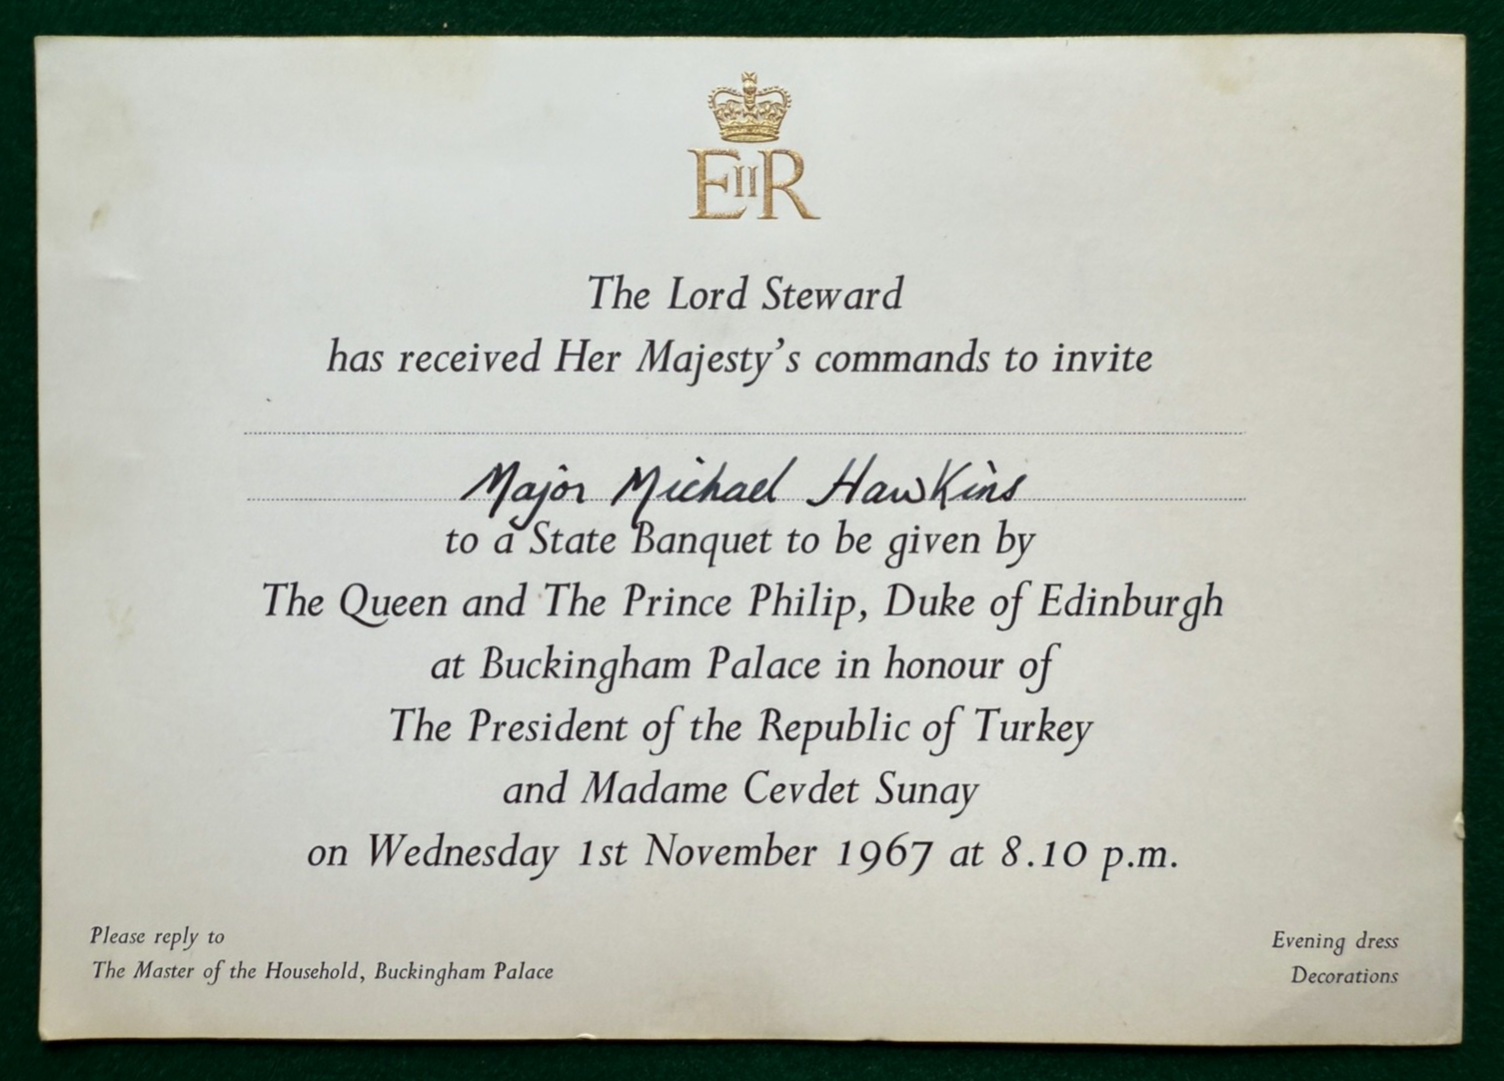 EIIR
The Lord Steward
has received Her Majesty's commands to invite
Major Michael Hawkins
to a State Banquet to be given by
The Queen and The Prince Philip, Duke of Edinburgh
at Buckingham Palace in honour of
The President of the Republic of Turkey
and Madame Cevdet Sunay
on Wednesday 1st November 1967 at 8.10 p.m.
Please reply to
The Master of the Household, Buckingham Palace
Evening dress
Decorations